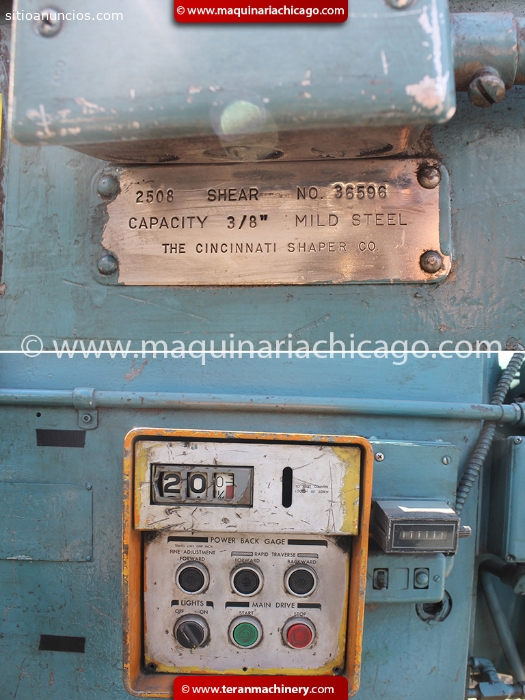 sitioanuncios.com
www.maquinariachicago.com
2508 SHEAR NO. 36596
CAPACITY 3/8" MILD STEEL
THE CINCINNATI SHAPER CO.
© www.maquinariachicago.com ©
20
POWER BACK GAGE
FINE ADJUSTMENT
FORWARD
RAPID TRAVERSE
FORWARD BACKWARD
LIGHTS
OFF ON
MAIN DRIVE
START STOP
© www.teranmachinery.com ©